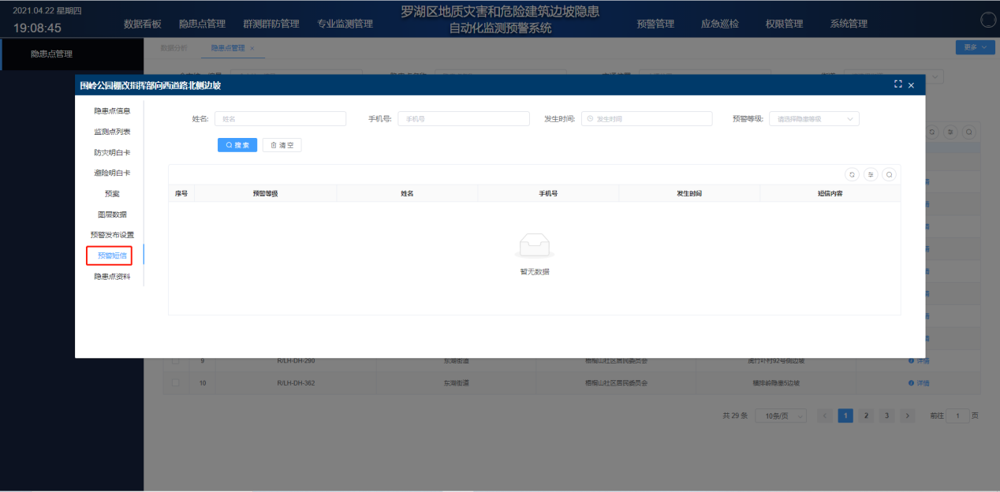 2021.04.22 星期四
19:08:45
数据看板 隐患点管理 群测群防管理 专业监测管理
罗湖区地质灾害和危险建筑边坡隐患
自动化监测预警系统
预警管理 应急巡检 权限管理 系统管理
隐患点管理
数据分析 隐患点管理 ×
更多
围岭公园棚改指挥部向西道路北侧边坡
隐患点信息
监测点列表
防灾明白卡
避险明白卡
预案
图层数据
预警发布设置
预警短信
隐患点资料
姓名: 姓名 手机号: 手机号 发生时间: 发生时间 预警等级: 请选择隐患等级
搜索 清空
序号 预警等级 姓名 手机号 发生时间 短信内容
暂无数据
9 R/LH-DH-290 东湖街道 梧桐山社区居民委员会 详情
10 R/LH-DH-362 东湖街道 梧桐山社区居民委员会 横排岭隐患5边坡 详情
共 29 条 10条/页 1 2 3 前往 1 页